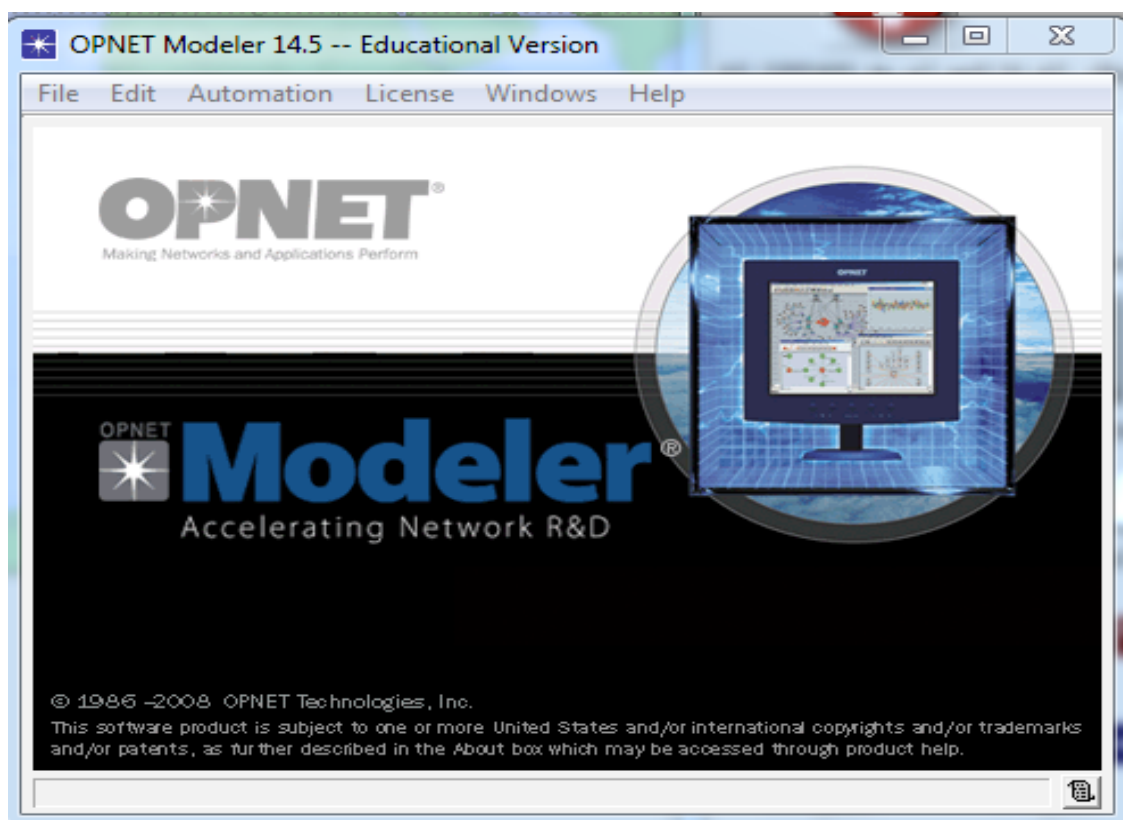 OPNET Modeler 14.5 -- Educational Version
File Edit Automation License Windows Help
OPNET®
Making Networks and Applications Perform
OPNET
OPNET
Modeler®
Accelerating Network R&D
© 1986-2008 OPNET Technologies, Inc.
This software product is subject to one or more United States and/or international copyrights and/or trademarks
and/or patents, as further described in the About box which may be accessed through product help.